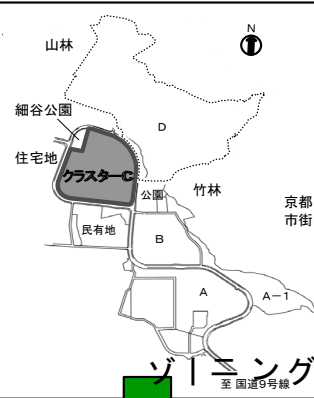 N
山林
細谷公園
D
住宅地
クラスターC
公園
竹林
京都
市街
民有地
B
A
A-1
ゾーニング
至 国道9号線